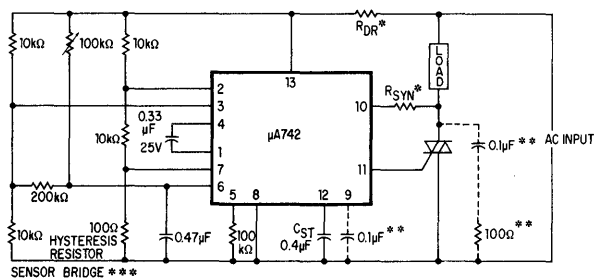 R_DR*
10kΩ
100kΩ
10kΩ
LOAD
13
R_SYN*
2
3
10
0.33
μF
25V
4
μA742
0.1μF**
AC INPUT
10kΩ
1
7
11
6
200kΩ
5
8
12
9
10kΩ
100Ω
HYSTERESIS
RESISTOR
0.47μF
100
kΩ
C_ST
0.4μF
0.1μF**
100Ω**
SENSOR BRIDGE ***